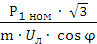 P₁ ном · √3
m · Uл · cos φ